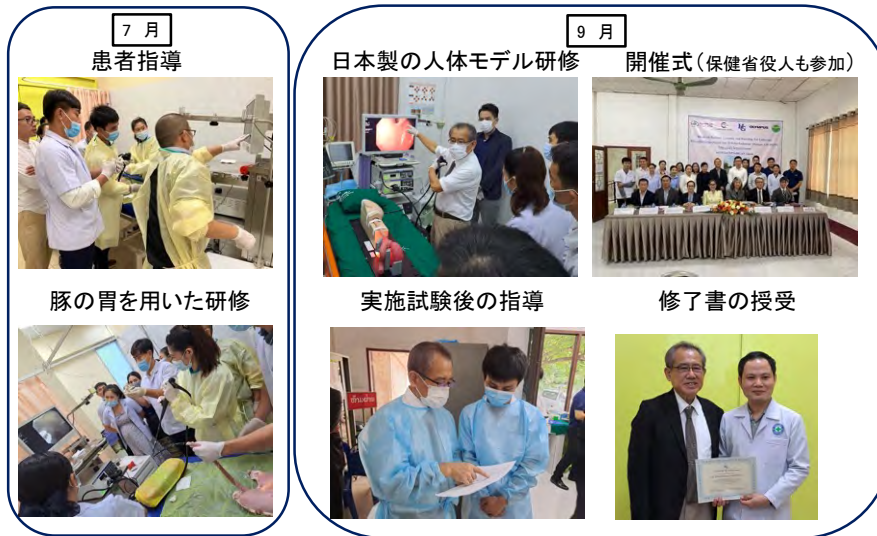 7 月
患者指導
豚の胃を用いた研修
9 月
日本製の人体モデル研修
開催式（保健省役人も参加）
実施試験後の指導
修了書の授受
OLYMPUS